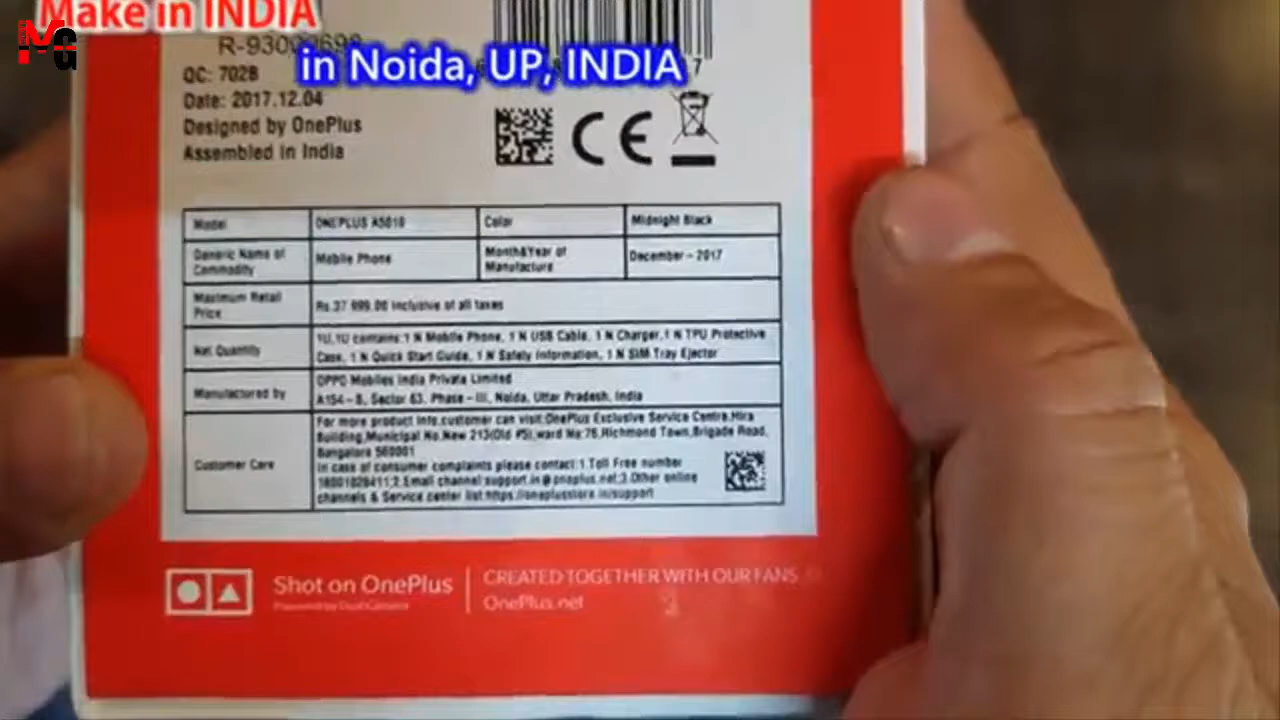 Make in INDIA
in Noida, UP, INDIA
MG
QC: 702B
Date: 2017.12.04
Designed by OnePlus
Assembled in India
CE
Model ONEPLUS A5010 Color Midnight Black
Generic Name of Commodity Mobile Phone Month&Year of Manufacture December - 2017
Maximum Retail Price Rs.37 999.00 inclusive of all taxes
Net Quantity 1U,1U contains:1 N Mobile Phone, 1 N USB Cable, 1 N Charger,1 N TPU Protective
Case, 1 N Quick Start Guide, 1 N Safety Information, 1 N SIM Tray Ejector
Manufactured by OPPO Mobiles India Private Limited
A154-B, Sector 63, Phase-III, Noida, Uttar Pradesh, India
Customer Care
For more product info,customer can visit:OnePlus Exclusive Service Centre,Hira
Building,Municipal No.New 213(Old #5),ward No:76,Richmond Town,Brigade Road,
Bangalore 560001
In case of consumer complaints please contact:1.Toll Free number
18001028411;2.Email channel:support.in@oneplus.net;3.Other online
channels & Service center list:https://oneplusstore.in/support
Shot on OnePlus
Powered by Dual Camera
CREATED TOGETHER WITH OUR FANS
OnePlus.net